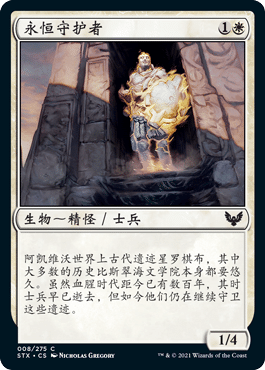 永恒守护者 1
生物～精怪 / 士兵
阿凯维沃世界上古代遗迹星罗棋布，其中
大多数的历史比斯翠海文学院本身都要悠
久。虽然血腥时代距今已有数百年，其时
士兵早已逝去，但如今他们仍在继续守卫
这些遗迹。
1/4
008/275 C
STX • CS NICHOLAS GREGORY
™ & © 2021 Wizards of the Coast